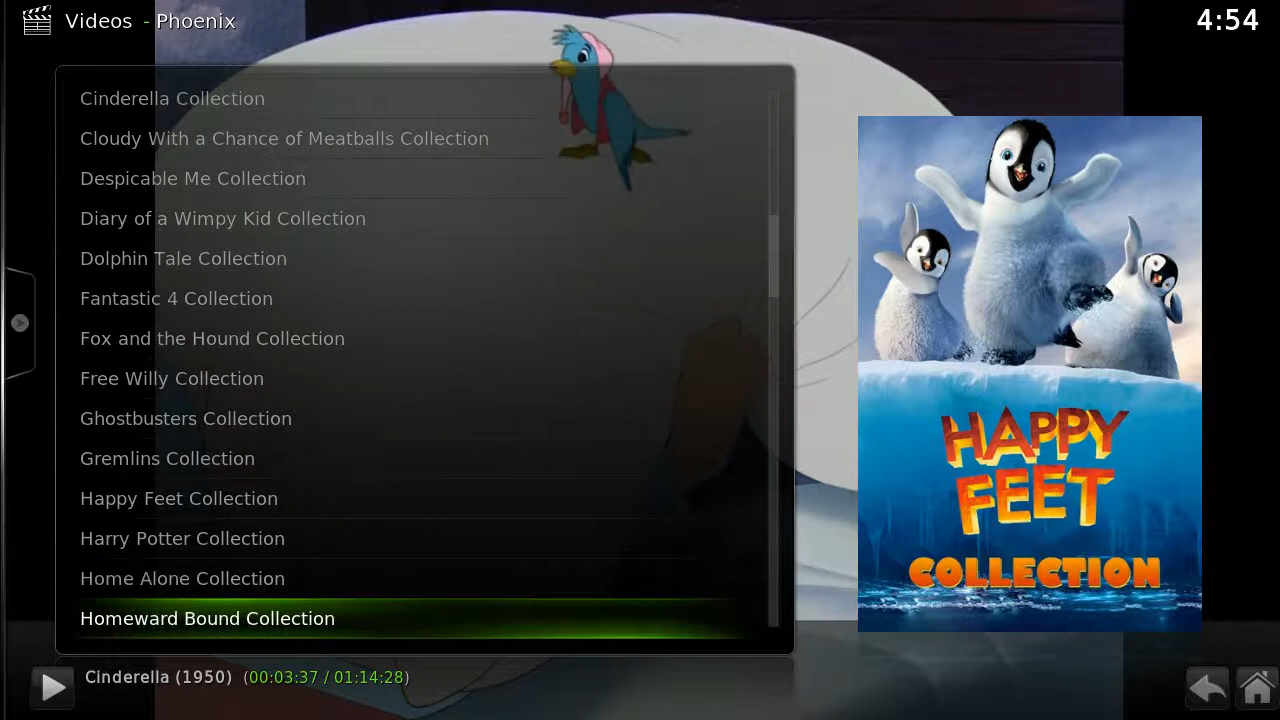 Videos - Phoenix
4:54
Cinderella Collection
Cloudy With a Chance of Meatballs Collection
Despicable Me Collection
Diary of a Wimpy Kid Collection
Dolphin Tale Collection
Fantastic 4 Collection
Fox and the Hound Collection
Free Willy Collection
Ghostbusters Collection
Gremlins Collection
Happy Feet Collection
Harry Potter Collection
Home Alone Collection
Homeward Bound Collection
HAPPY
FEET
COLLECTION
Cinderella (1950) (00:03:37 / 01:14:28)